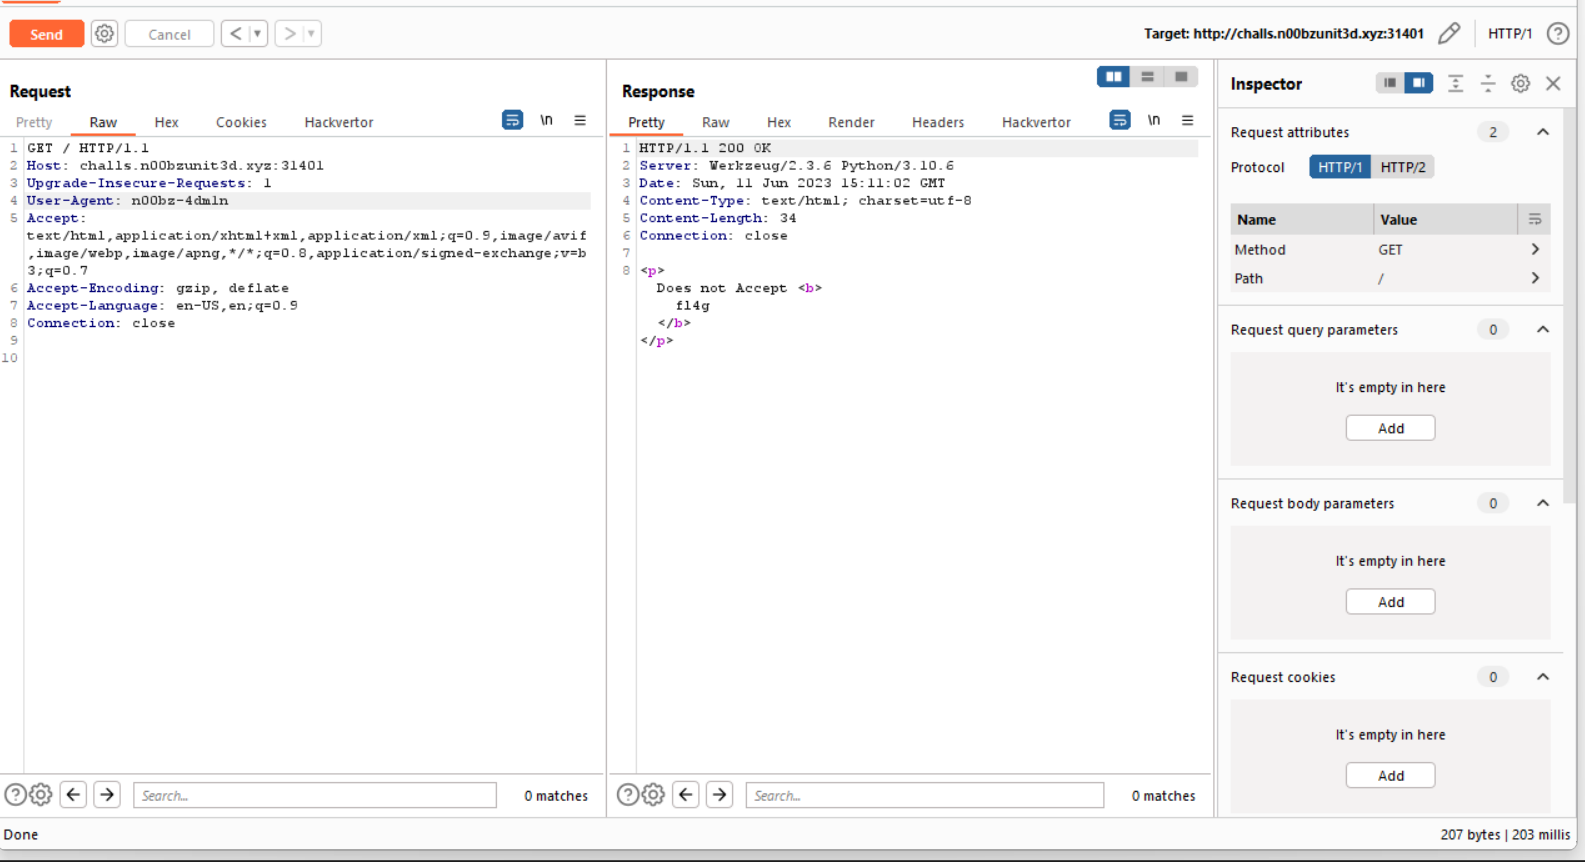 Send
Cancel
<
>
Target: http://challs.n00bzunit3d.xyz:31401
HTTP/1
?
Request
Pretty Raw Hex Cookies Hackvertor
\n
1 GET / HTTP/1.1
2 Host: challs.n00bzunit3d.xyz:31401
3 Upgrade-Insecure-Requests: 1
4 User-Agent: n00bz-4dm1n
5 Accept:
text/html,application/xhtml+xml,application/xml;q=0.9,image/avif
,image/webp,image/apng,*/*;q=0.8,application/signed-exchange;v=b
3;q=0.7
6 Accept-Encoding: gzip, deflate
7 Accept-Language: en-US,en;q=0.9
8 Connection: close
9
10
?
Search...
0 matches
Response
Pretty Raw Hex Render Headers Hackvertor
\n
1 HTTP/1.1 200 OK
2 Server: Werkzeug/2.3.6 Python/3.10.6
3 Date: Sun, 11 Jun 2023 15:11:02 GMT
4 Content-Type: text/html; charset=utf-8
5 Content-Length: 34
6 Connection: close
7
8 <p>
Does not Accept <b>
fl4g
</b>
</p>
?
Search...
0 matches
Inspector
Request attributes 2
Protocol HTTP/1 HTTP/2
Name Value
Method GET
Path /
Request query parameters 0
It's empty in here
Add
Request body parameters 0
It's empty in here
Add
Request cookies 0
It's empty in here
Add
Done
207 bytes | 203 millis